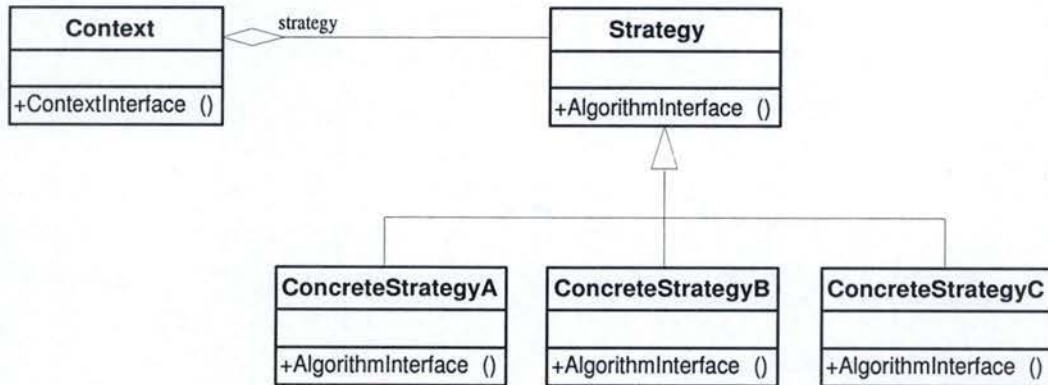 Context
strategy
Strategy
+ContextInterface ()
+AlgorithmInterface ()
ConcreteStrategyA
ConcreteStrategyB
ConcreteStrategyC
+AlgorithmInterface ()
+AlgorithmInterface ()
+AlgorithmInterface ()